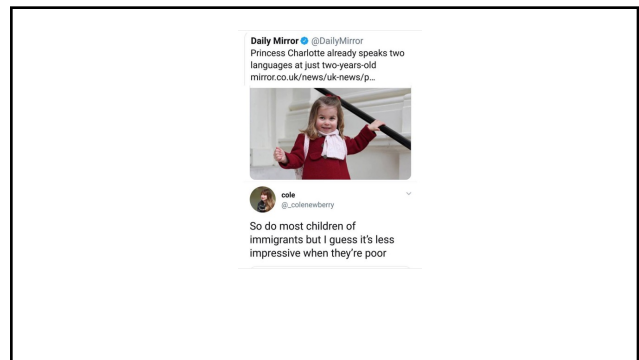 Daily Mirror @DailyMirror
Princess Charlotte already speaks two
languages at just two-years-old
mirror.co.uk/news/uk-news/p...
cole
@_colenewberry
So do most children of
immigrants but I guess it's less
impressive when they're poor